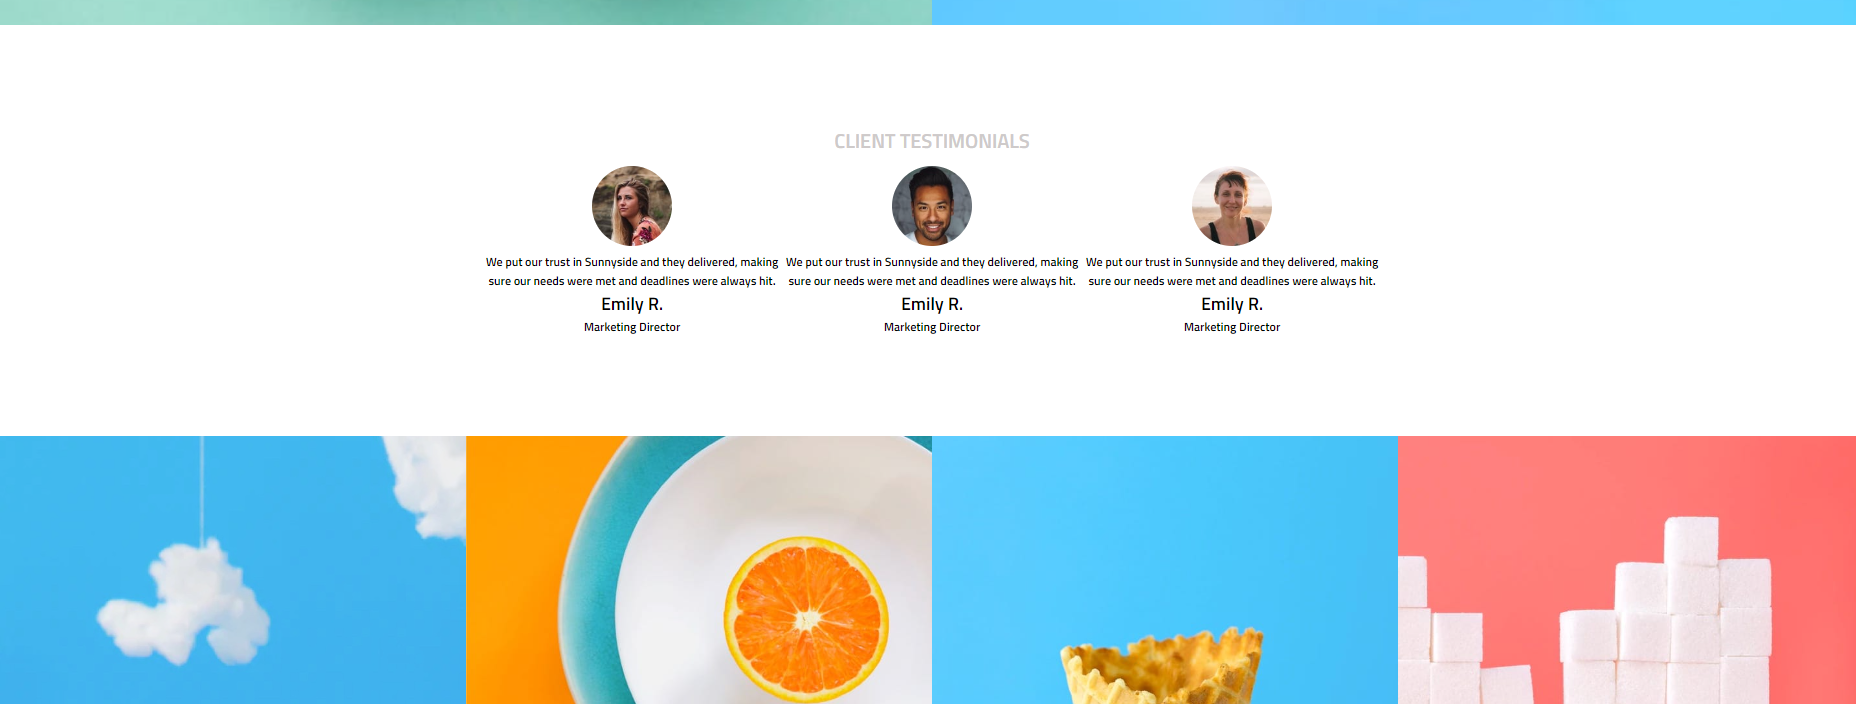 CLIENT TESTIMONIALS
We put our trust in Sunnyside and they delivered, making
sure our needs were met and deadlines were always hit.
Emily R.
Marketing Director
We put our trust in Sunnyside and they delivered, making
sure our needs were met and deadlines were always hit.
Emily R.
Marketing Director
We put our trust in Sunnyside and they delivered, making
sure our needs were met and deadlines were always hit.
Emily R.
Marketing Director